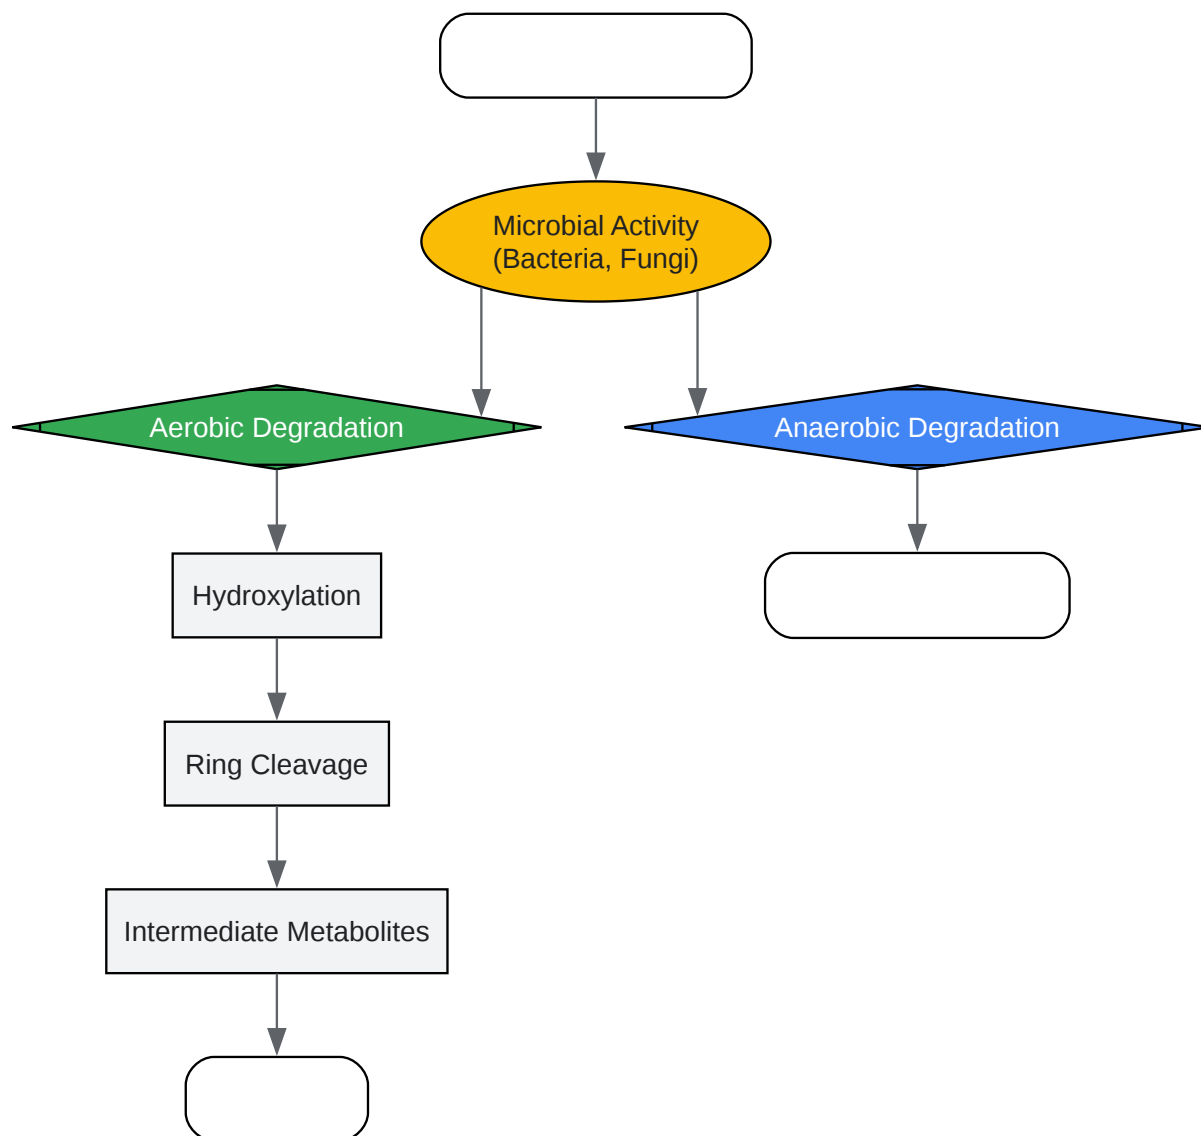 Microbial Activity
(Bacteria, Fungi)
Aerobic Degradation
Anaerobic Degradation
Hydroxylation
Ring Cleavage
Intermediate Metabolites